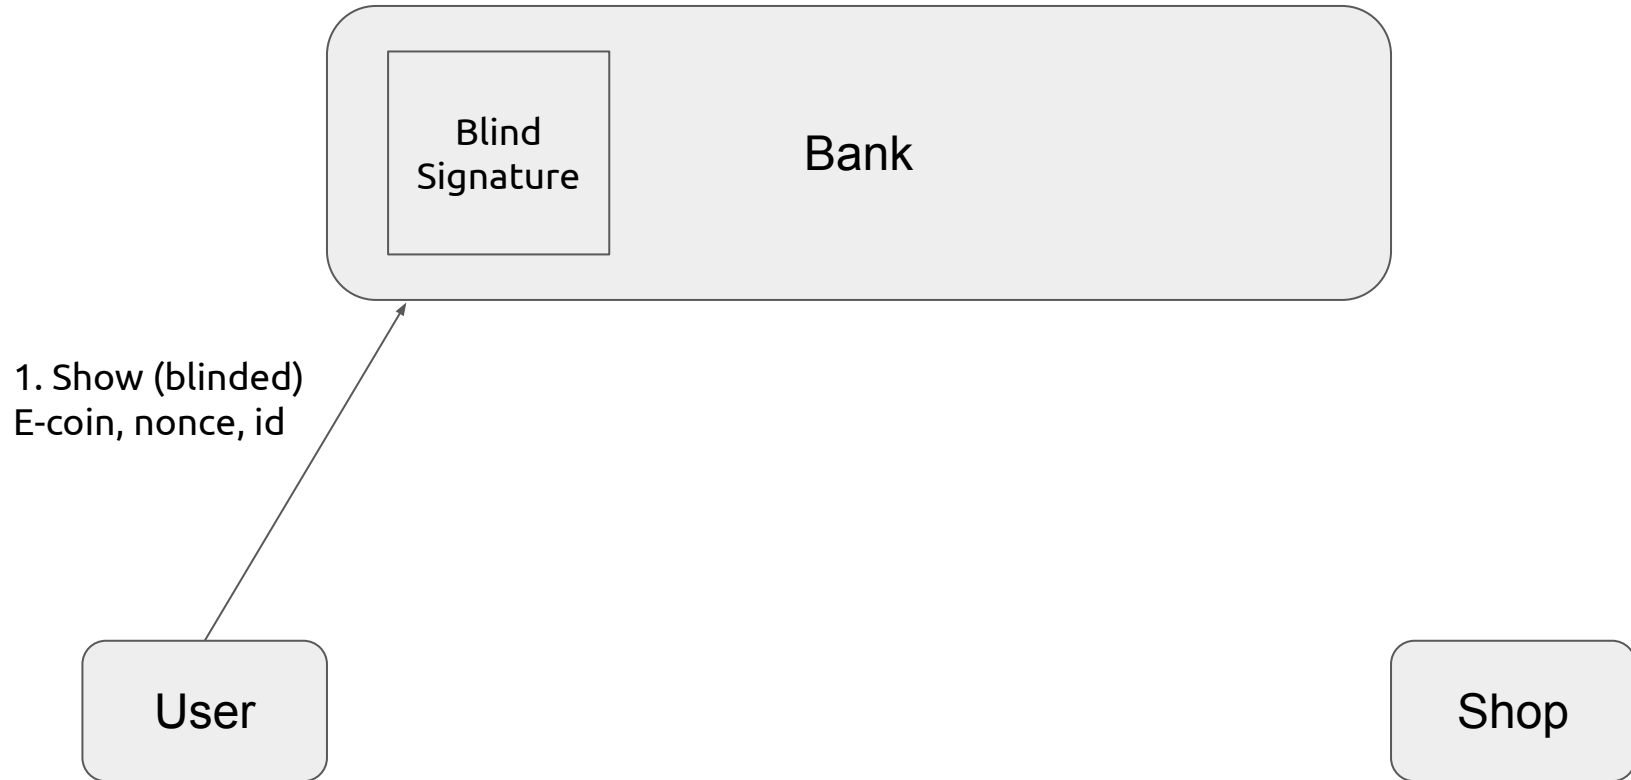 Blind
Signature
Bank
1. Show (blinded)
E-coin, nonce, id
User
Shop